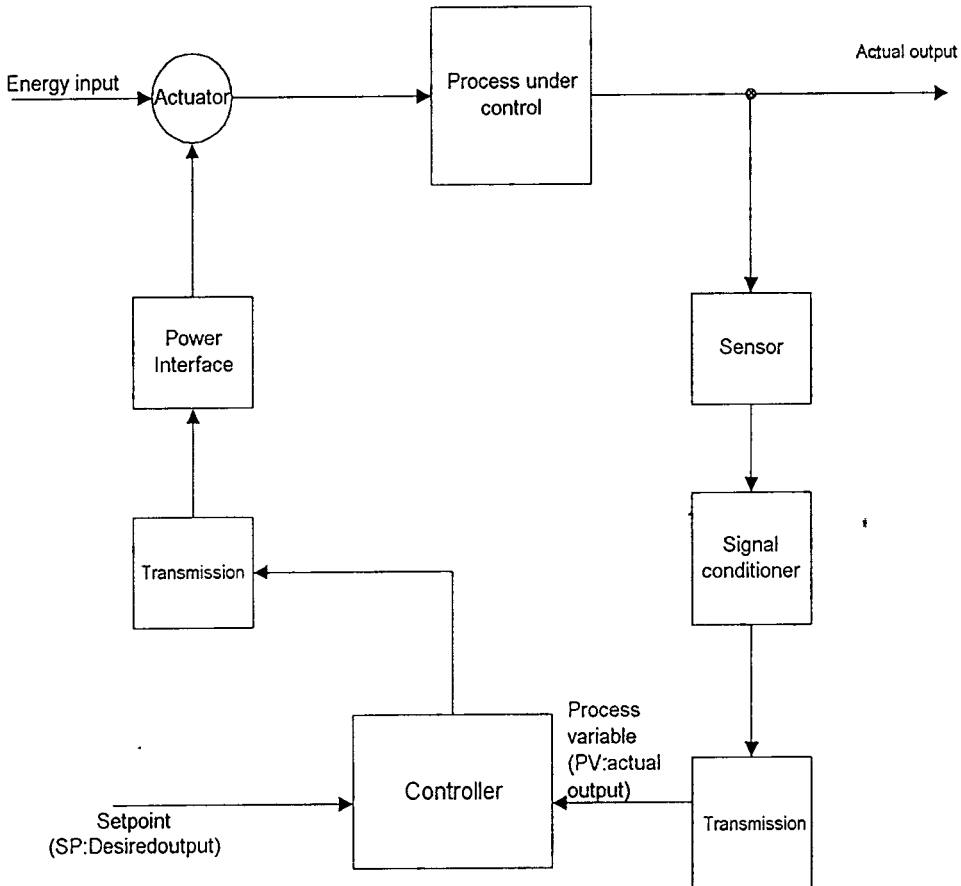 Energy input
Actuator
Process under
control
Actual output
Power
Interface
Sensor
Transmission
Signal
conditioner
Process
variable
(PV:actual
output)
Controller
Setpoint
(SP:Desiredoutput)
Transmission